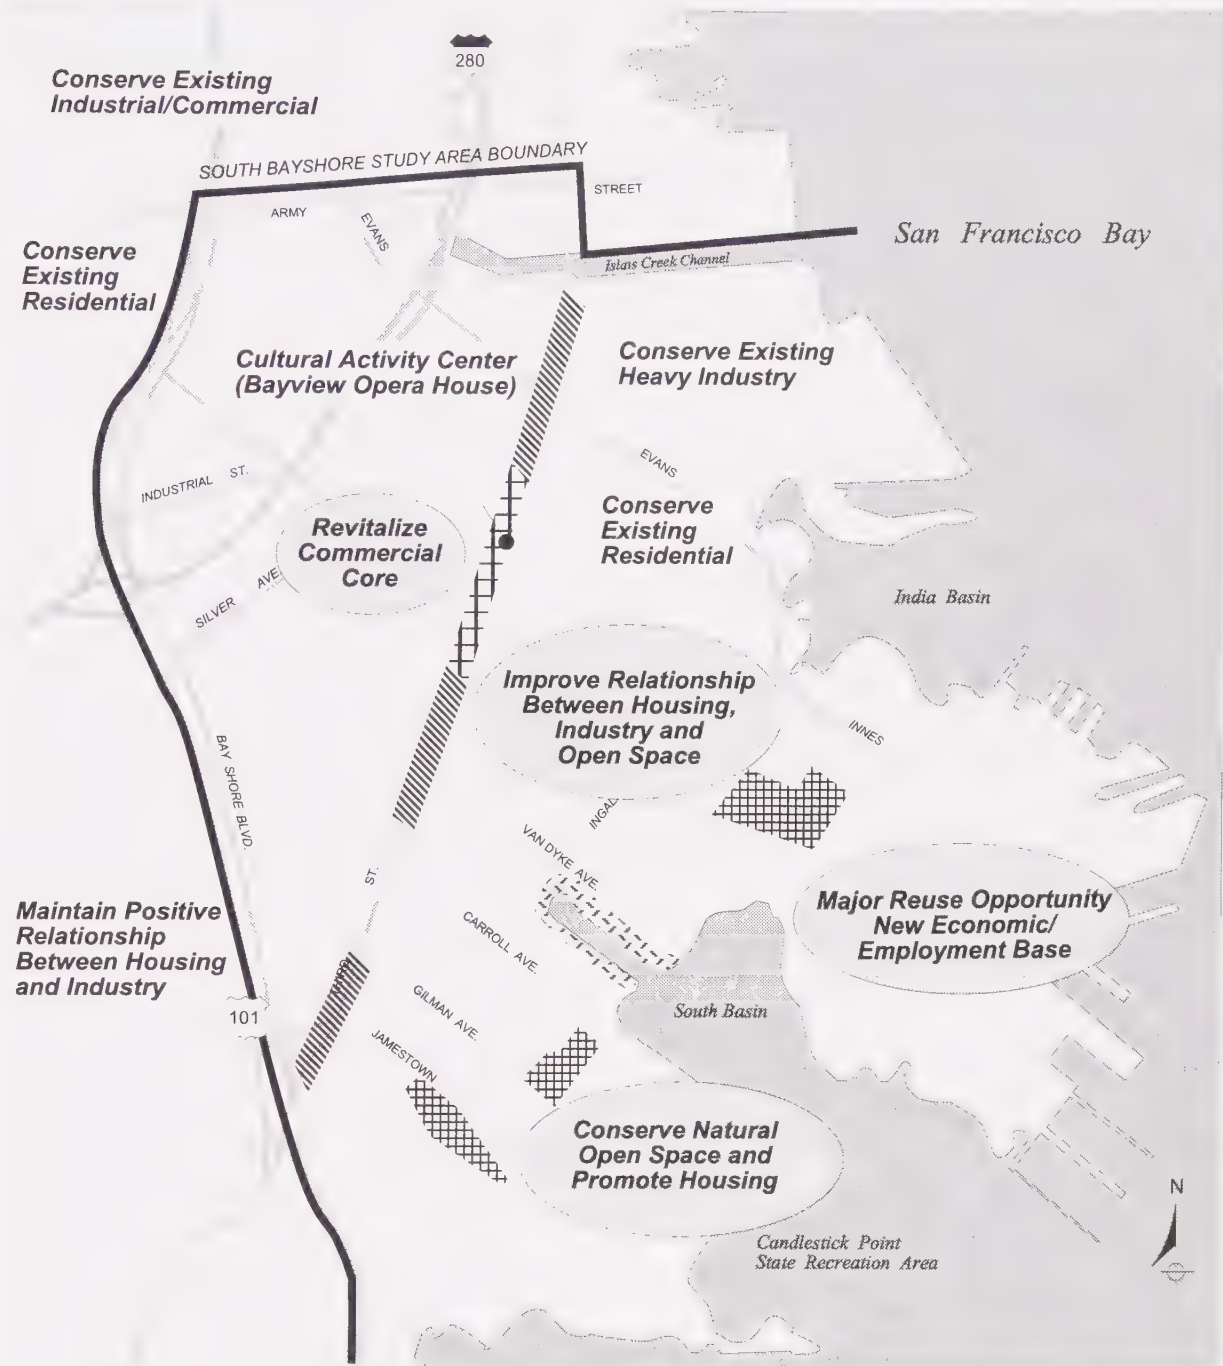 280
Conserve Existing
Industrial/Commercial
SOUTH BAYSHORE STUDY AREA BOUNDARY
STREET
ARMY
EVANS
San Francisco Bay
Conserve
Existing
Residential
Islais Creek Channel
Cultural Activity Center
(Bayview Opera House)
Conserve Existing
Heavy Industry
EVANS
INDUSTRIAL ST.
Conserve
Existing
Residential
Revitalize
Commercial
Core
SILVER AVE.
India Basin
Improve Relationship
Between Housing,
Industry and
Open Space
INNES
BAY SHORE BLVD.
VAN DYKE AVE.
ST.
Major Reuse Opportunity
New Economic/
Employment Base
Maintain Positive
Relationship
Between Housing
and Industry
CARROLL AVE.
GILMAN AVE.
101
South Basin
JAMESTOWN
Conserve Natural
Open Space and
Promote Housing
N
Candlestick Point
State Recreation Area